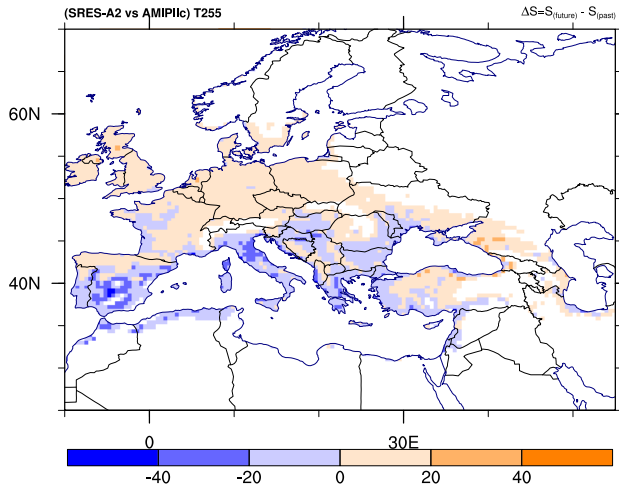 (SRES-A2 vs AMIPIIc) T255 ΔS=S(future) - S(past)
60N
40N
0 30E
-40 -20 0 20 40